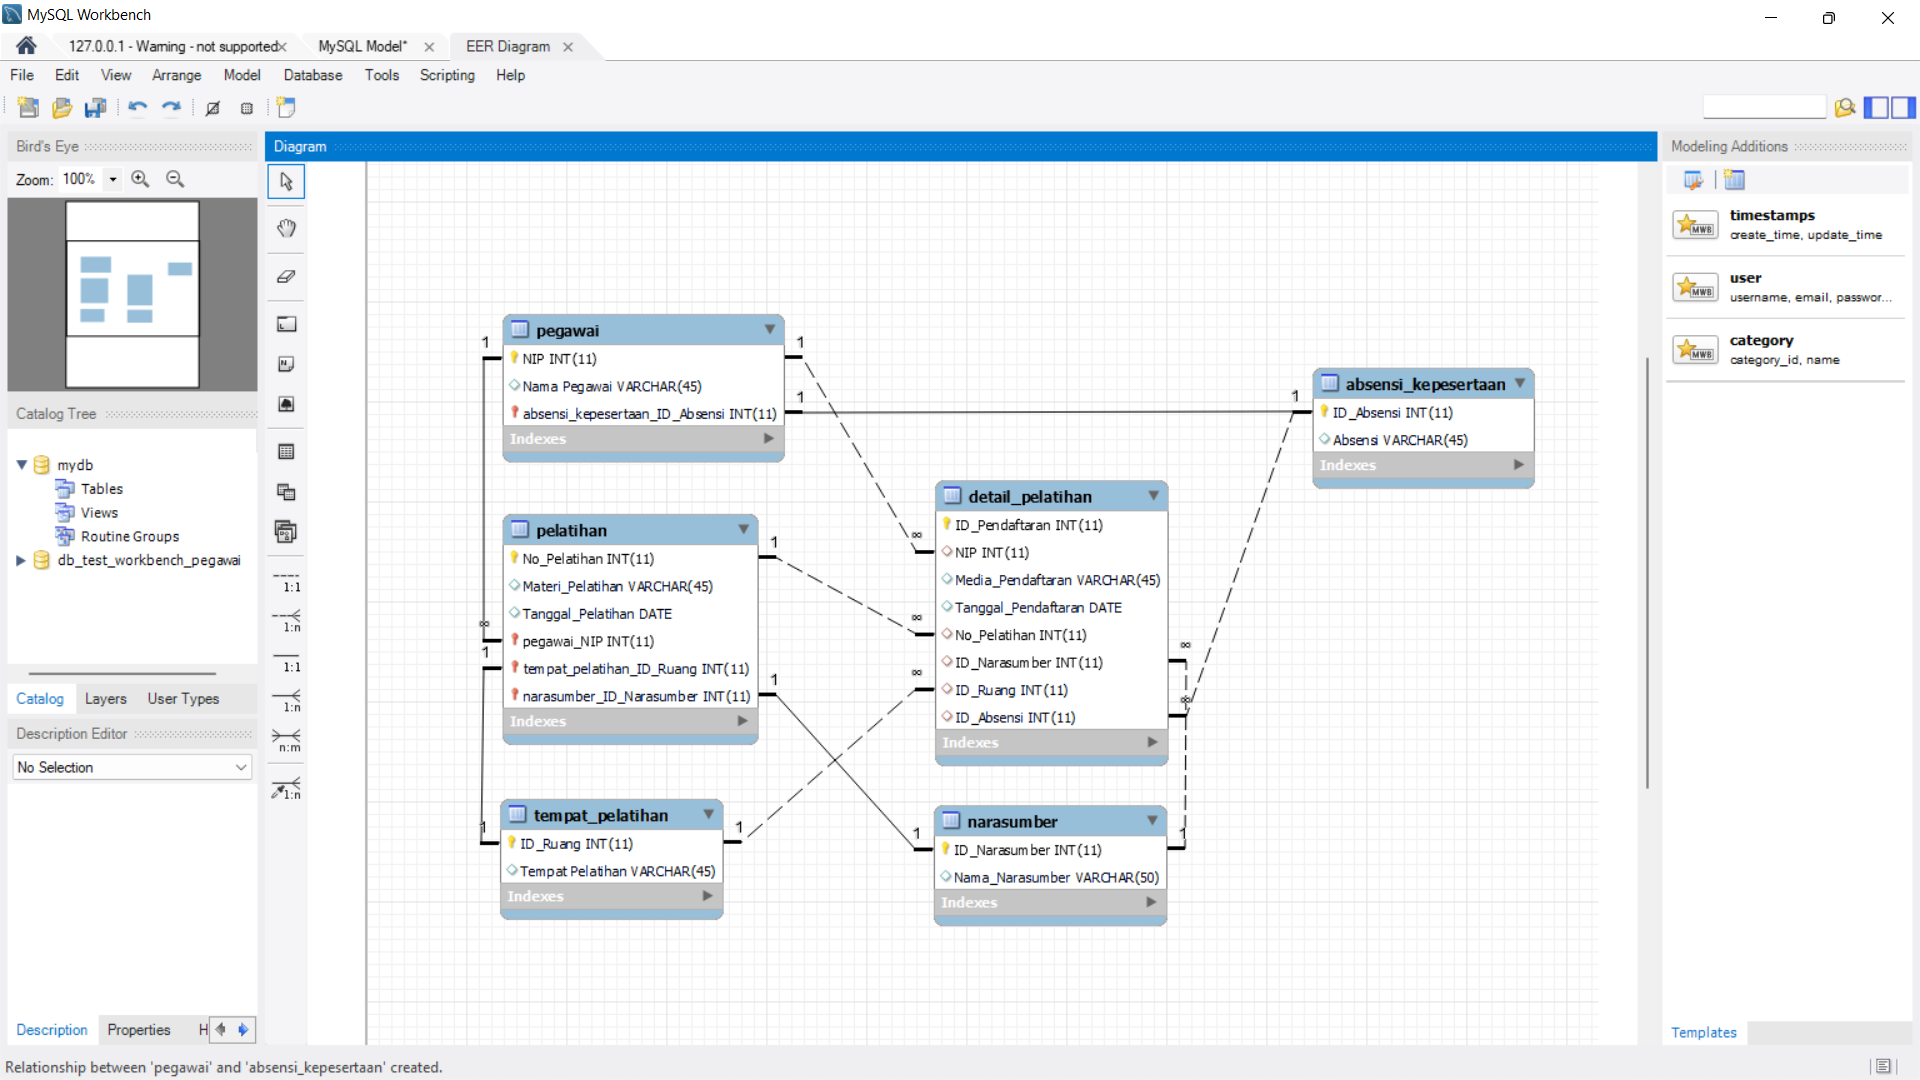 MySQL Workbench
127.0.0.1 - Warning - not supported
MySQL Model*
EER Diagram
File Edit View Arrange Model Database Tools Scripting Help
Bird's Eye
Zoom: 100%
Catalog Tree
mydb
Tables
Views
Routine Groups
db_test_workbench_pegawai
Catalog Layers User Types
Description Editor
No Selection
Description Properties H
Diagram
1:1
1:n
1:1
1:n
n:m
1:n
pegawai
NIP INT(11)
Nama Pegawai VARCHAR(45)
absensi_kepesertaan_ID_Absensi INT(11)
Indexes
1
1
1
absensi_kepesertaan
ID_Absensi INT(11)
Absensi VARCHAR(45)
Indexes
1
pelatihan
No_Pelatihan INT(11)
Materi_Pelatihan VARCHAR(45)
Tanggal_Pelatihan DATE
pegawai_NIP INT(11)
tempat_pelatihan_ID_Ruang INT(11)
narasumber_ID_Narasumber INT(11)
Indexes
1
∞
1
1
detail_pelatihan
ID_Pendaftaran INT(11)
NIP INT(11)
Media_Pendaftaran VARCHAR(45)
Tanggal_Pendaftaran DATE
No_Pelatihan INT(11)
ID_Narasumber INT(11)
ID_Ruang INT(11)
ID_Absensi INT(11)
Indexes
∞
∞
∞
∞
∞
tempat_pelatihan
ID_Ruang INT(11)
Tempat Pelatihan VARCHAR(45)
Indexes
1
1
narasumber
ID_Narasumber INT(11)
Nama_Narasumber VARCHAR(50)
Indexes
1
1
Modeling Additions
MWB
timestamps
create_time, update_time
MWB
user
username, email, passwor...
MWB
category
category_id, name
Templates
Relationship between 'pegawai' and 'absensi_kepesertaan' created.